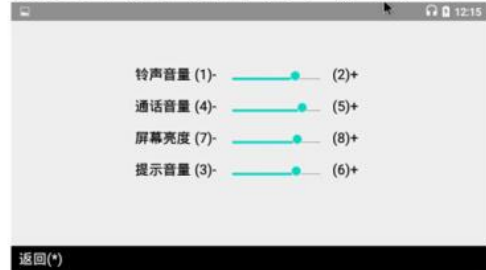 12:15
铃声音量 (1)- (2)+
通话音量 (4)- (5)+
屏幕亮度 (7)- (8)+
提示音量 (3)- (6)+
返回(*)